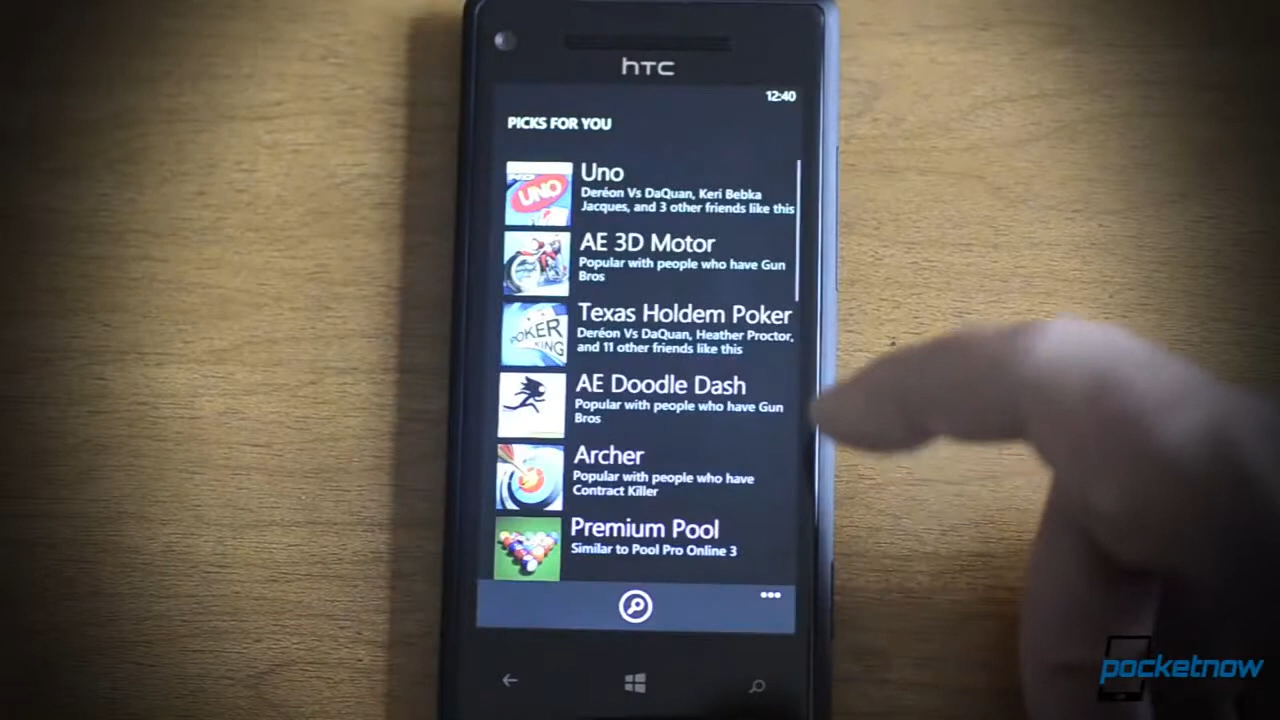 hTC
12:40
PICKS FOR YOU
UNO
Uno
Deréon Vs DaQuan, Keri Bebka
Jacques, and 3 other friends like this
AE 3D Motor
Popular with people who have Gun
Bros
POKER
KING
Texas Holdem Poker
Deréon Vs DaQuan, Heather Proctor,
and 11 other friends like this
AE Doodle Dash
Popular with people who have Gun
Bros
Archer
Popular with people who have
Contract Killer
Premium Pool
Similar to Pool Pro Online 3
pocketnow